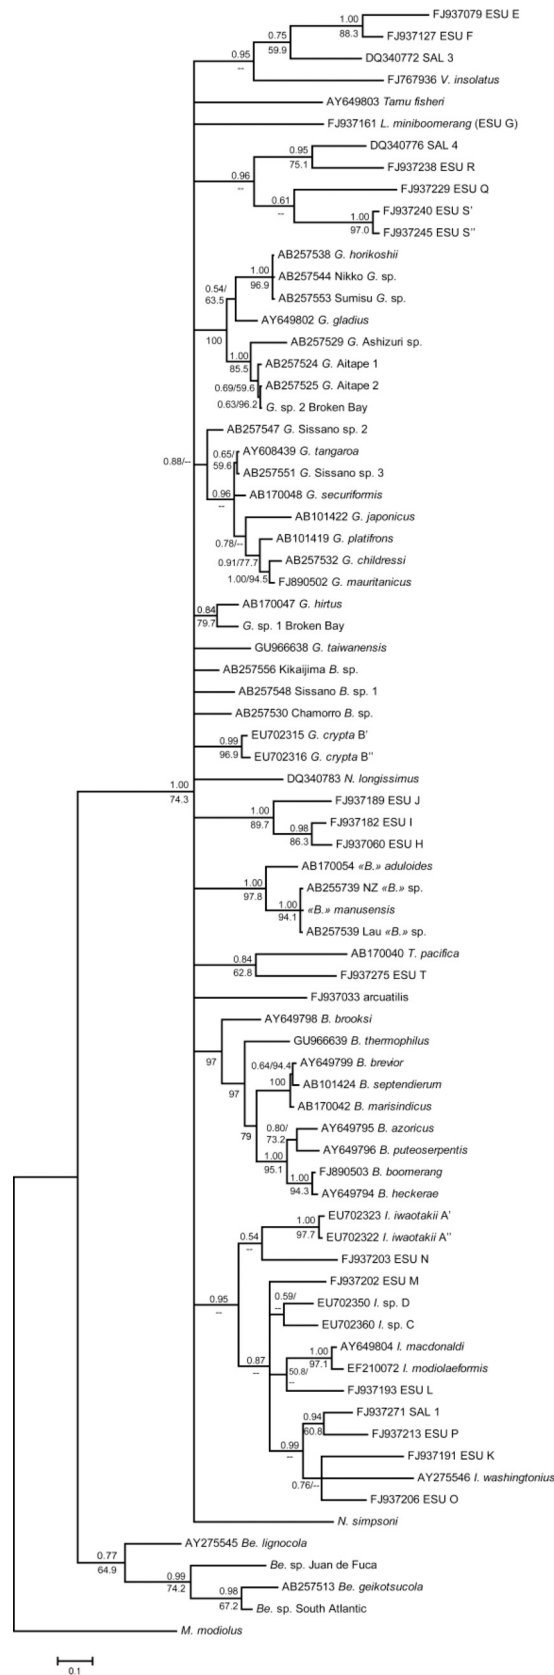 FJ937079 ESU E
1.00
88.3
FJ937127 ESU F
0.75
59.9
DQ340772 SAL 3
0.95
--
FJ767936 V. insolatus
AY649803 Tamu fisheri
FJ937161 L. miniboomerang (ESU G)
DQ340776 SAL 4
0.95
75.1
FJ937238 ESU R
0.96
--
FJ937229 ESU Q
0.61
--
FJ937240 ESU S'
1.00
97.0
FJ937245 ESU S''
AB257538 G. horikoshii
1.00
96.9
AB257544 Nikko G. sp.
AB257553 Sumisu G. sp.
0.54/
63.5
AY649802 G. gladius
100
AB257529 G. Ashizuri sp.
1.00
85.5
AB257524 G. Aitape 1
0.69/59.6
AB257525 G. Aitape 2
0.63/96.2
G. sp. 2 Broken Bay
AB257547 G. Sissano sp. 2
0.88/--
0.65/
59.6
AY608439 G. tangaroa
AB257551 G. Sissano sp. 3
0.96
--
AB170048 G. securiformis
AB101422 G. japonicus
0.78/--
AB101419 G. platifrons
0.91/77.7
AB257532 G. childressi
1.00/94.5
FJ890502 G. mauritanicus
0.84
79.7
AB170047 G. hirtus
G. sp. 1 Broken Bay
GU966638 G. taiwanensis
AB257556 Kikaijima B. sp.
AB257548 Sissano B. sp. 1
AB257530 Chamorro B. sp.
0.99
96.9
EU702315 G. crypta B'
EU702316 G. crypta B''
1.00
74.3
DQ340783 N. longissimus
FJ937189 ESU J
1.00
89.7
FJ937182 ESU I
0.98
86.3
FJ937060 ESU H
AB170054 «B.» aduloides
1.00
97.8
AB255739 NZ «B.» sp.
1.00
94.1
«B.» manusensis
AB257539 Lau «B.» sp.
AB170040 T. pacifica
0.84
62.8
FJ937275 ESU T
FJ937033 arcuatilis
AY649798 B. brooksi
97
GU966639 B. thermophilus
97
0.64/94.4
AY649799 B. brevior
100
AB101424 B. septendierum
AB170042 B. marisindicus
79
0.80/
73.2
AY649795 B. azoricus
AY649796 B. puteoserpentis
1.00
95.1
FJ890503 B. boomerang
1.00
94.3
AY649794 B. heckerae
EU702323 I. iwaotakii A'
1.00
97.7
EU702322 I. iwaotakii A''
0.54
--
FJ937203 ESU N
0.95
--
FJ937202 ESU M
0.59/
--
EU702350 I. sp. D
EU702360 I. sp. C
0.87
--
AY649804 I. macdonaldi
1.00
97.1
EF210072 I. modiolaeformis
50.8/
--
FJ937193 ESU L
FJ937271 SAL 1
0.94
60.8
FJ937213 ESU P
0.99
--
FJ937191 ESU K
AY275546 I. washingtonius
0.76/--
FJ937206 ESU O
N. simpsoni
AY275545 Be. lignocola
0.77
64.9
Be. sp. Juan de Fuca
0.99
74.2
AB257513 Be. geikotsucola
0.98
67.2
Be. sp. South Atlantic
M. modiolus
0.1